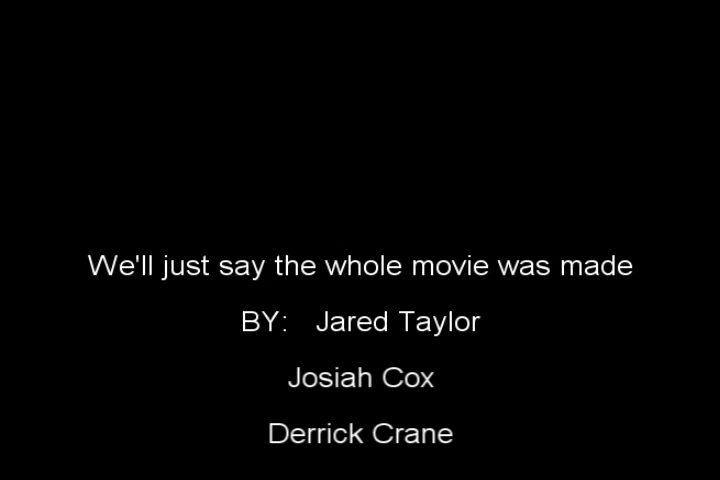 We'll just say the whole movie was made
BY: Jared Taylor
Josiah Cox
Derrick Crane